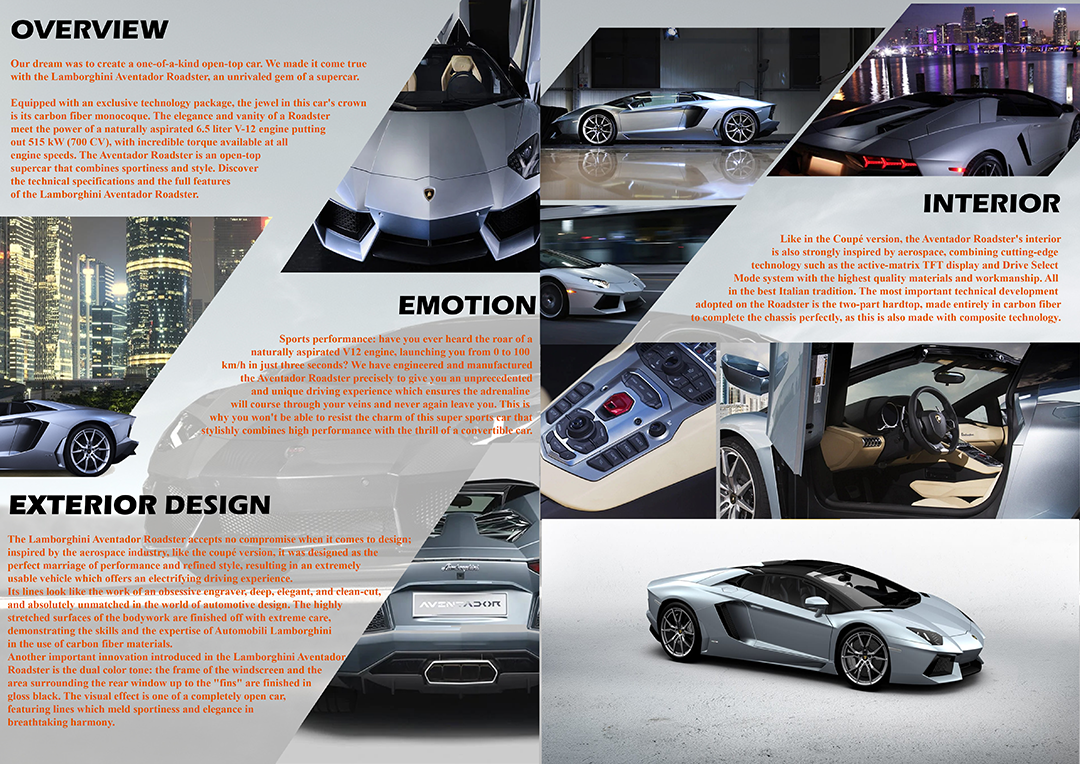 OVERVIEW
Our dream was to create a one-of-a-kind open-top car. We made it come true
with the Lamborghini Aventador Roadster, an unrivaled gem of a supercar.
Equipped with an exclusive technology package, the jewel in this car's crown
is its carbon fiber monocoque. The elegance and vanity of a Roadster
meet the power of a naturally aspirated 6.5 liter V-12 engine putting
out 515 kW (700 CV), with incredible torque available at all
engine speeds. The Aventador Roadster is an open-top
supercar that combines sportiness and style. Discover
the technical specifications and the full features
of the Lamborghini Aventador Roadster.
EMOTION
Sports performance: have you ever heard the roar of a
naturally aspirated V12 engine, launching you from 0 to 100
km/h in just three seconds? We have engineered and manufactured
the Aventador Roadster precisely to give you an unprecedented
and unique driving experience which ensures the adrenaline
will course through your veins and never again leave you. This is
why you won't be able to resist the charm of this super sports car that
stylishly combines high performance with the thrill of a convertible car.
EXTERIOR DESIGN
The Lamborghini Aventador Roadster accepts no compromise when it comes to design;
inspired by the aerospace industry, like the coupé version, it was designed as the
perfect marriage of performance and refined style, resulting in an extremely
usable vehicle which offers an electrifying driving experience.
Its lines look like the work of an obsessive engraver, deep, elegant, and clean-cut,
and absolutely unmatched in the world of automotive design. The highly
stretched surfaces of the bodywork are finished off with extreme care,
demonstrating the skills and the expertise of Automobili Lamborghini
in the use of carbon fiber materials.
Another important innovation introduced in the Lamborghini Aventador
Roadster is the dual color tone: the frame of the windscreen and the
area surrounding the rear window up to the "fins" are finished in
gloss black. The visual effect is one of a completely open car,
featuring lines which meld sportiness and elegance in
breathtaking harmony.
AVENTADOR
INTERIOR
Like in the Coupé version, the Aventador Roadster's interior
is also strongly inspired by aerospace, combining cutting-edge
technology such as the active-matrix TFT display and Drive Select
Mode system with the highest quality materials and workmanship. All
in the best Italian tradition. The most important technical development
adopted on the Roadster is the two-part hardtop, made entirely in carbon fiber
to complete the chassis perfectly, as this is also made with composite technology.